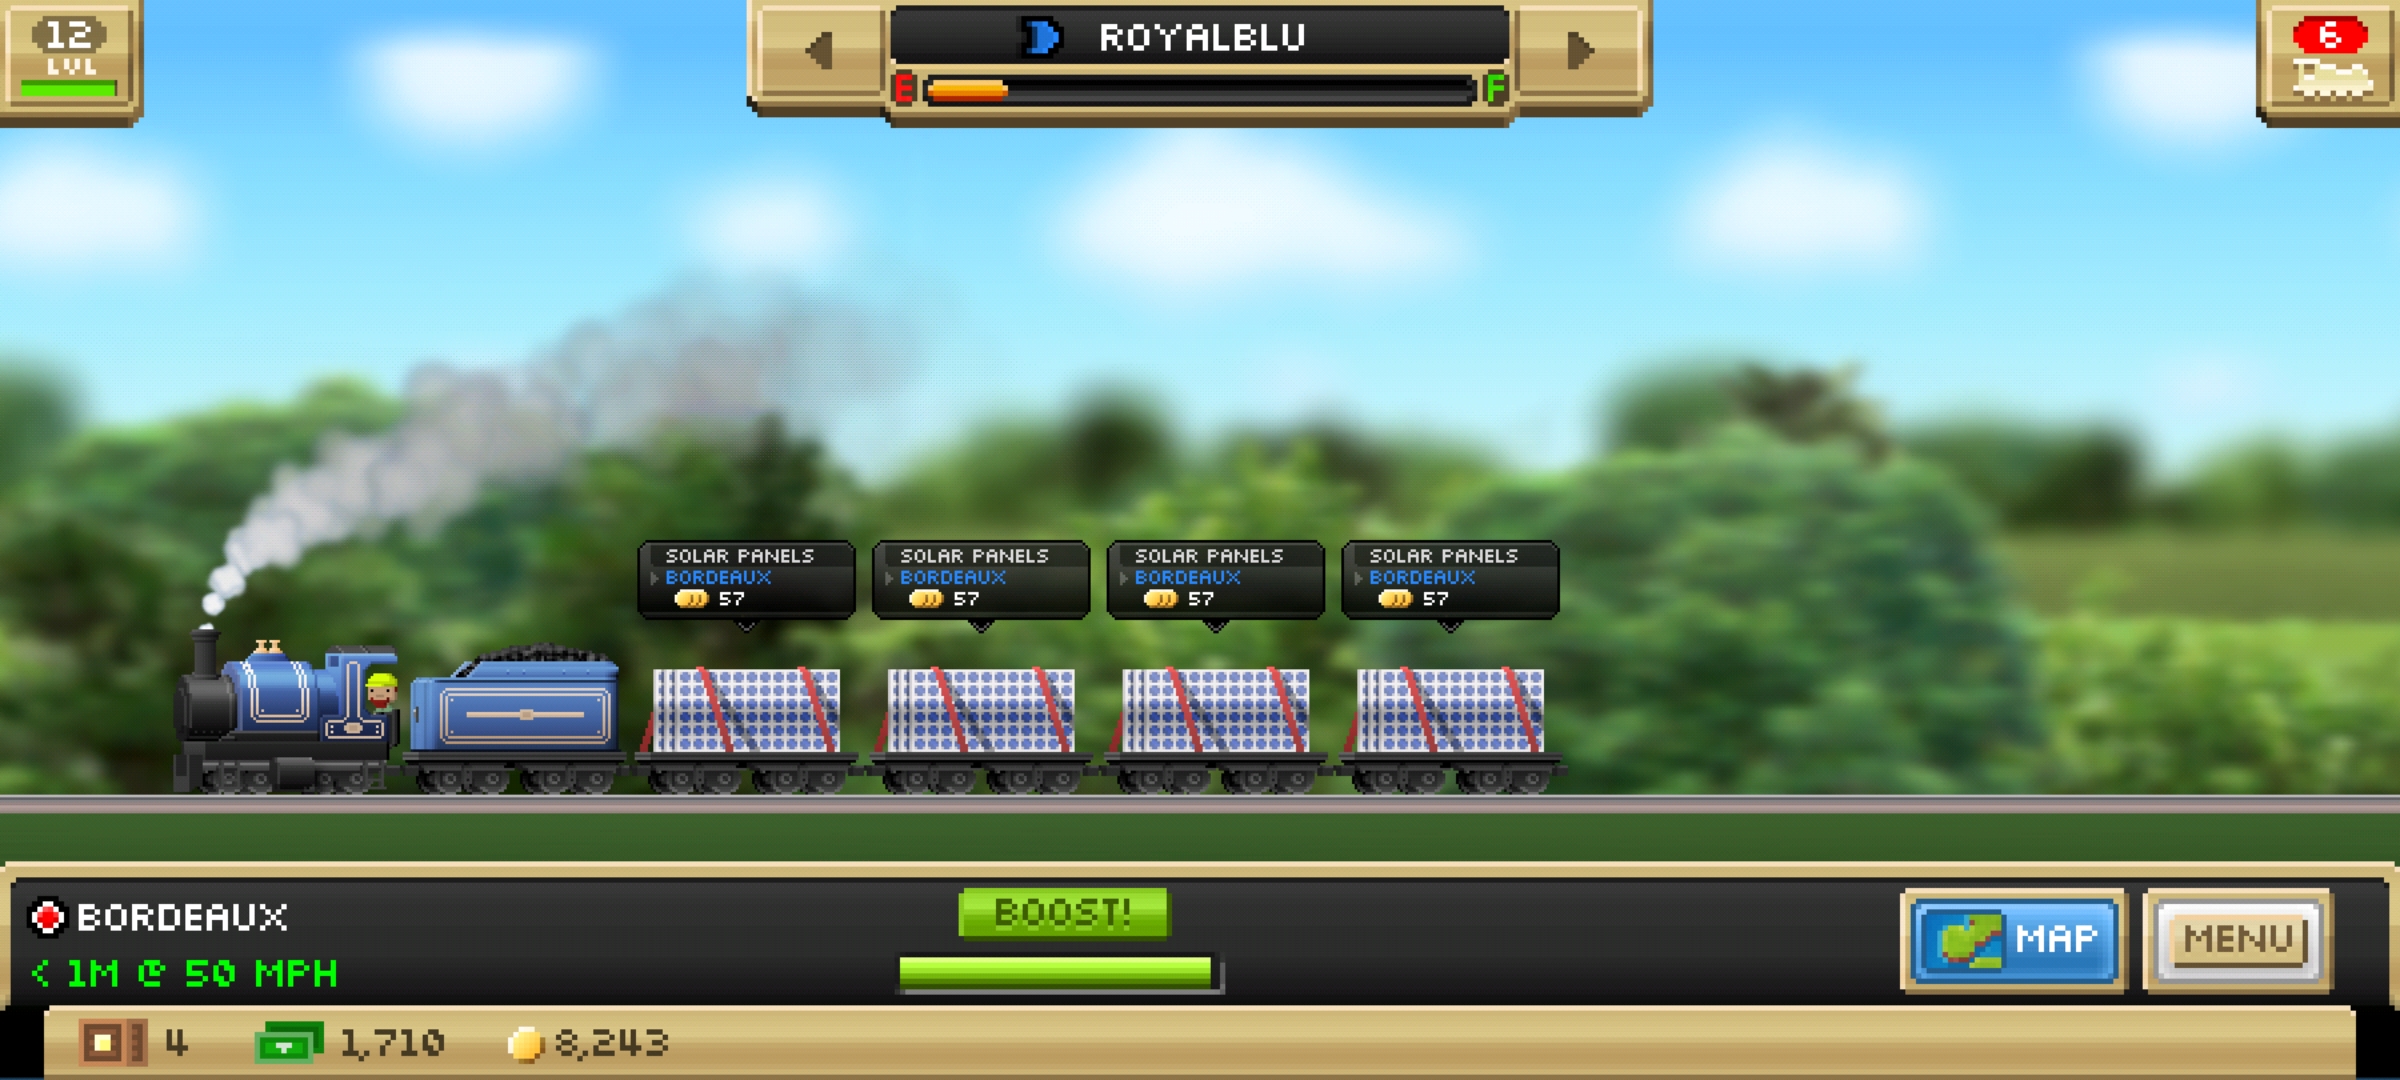 12
LVL
ROYALBLU
E
F
6
SOLAR PANELS
BORDEAUX
57
SOLAR PANELS
BORDEAUX
57
SOLAR PANELS
BORDEAUX
57
SOLAR PANELS
BORDEAUX
57
BORDEAUX
BOOST!
< 1M @ 50 MPH
MAP
MENU
4
1,710
8,243